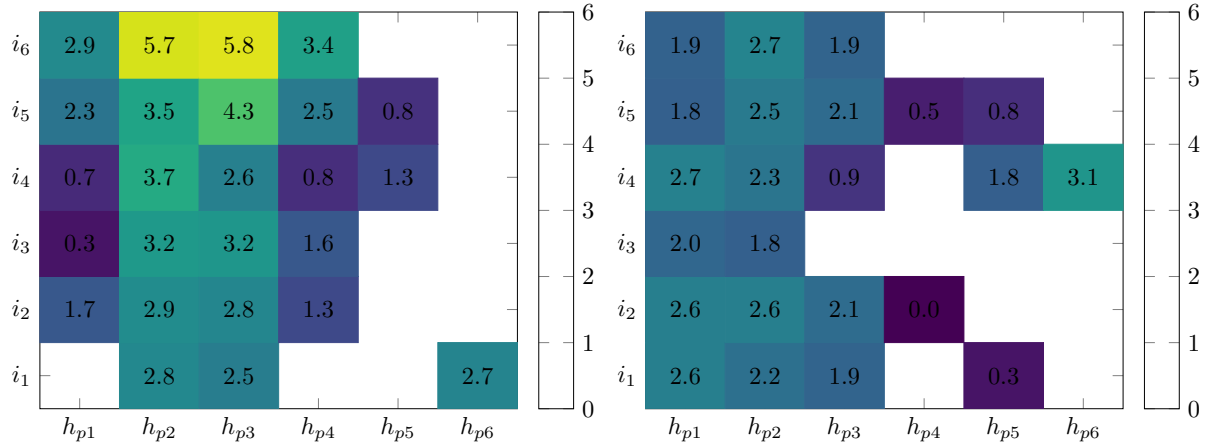 i6 2.9 5.7 5.8 3.4
i5 2.3 3.5 4.3 2.5 0.8
i4 0.7 3.7 2.6 0.8 1.3
i3 0.3 3.2 3.2 1.6
i2 1.7 2.9 2.8 1.3
i1 2.8 2.5 2.7
hp1 hp2 hp3 hp4 hp5 hp6
6
5
4
3
2
1
0
i6 1.9 2.7 1.9
i5 1.8 2.5 2.1 0.5 0.8
i4 2.7 2.3 0.9 1.8 3.1
i3 2.0 1.8
i2 2.6 2.6 2.1 0.0
i1 2.6 2.2 1.9 0.3
hp1 hp2 hp3 hp4 hp5 hp6
6
5
4
3
2
1
0